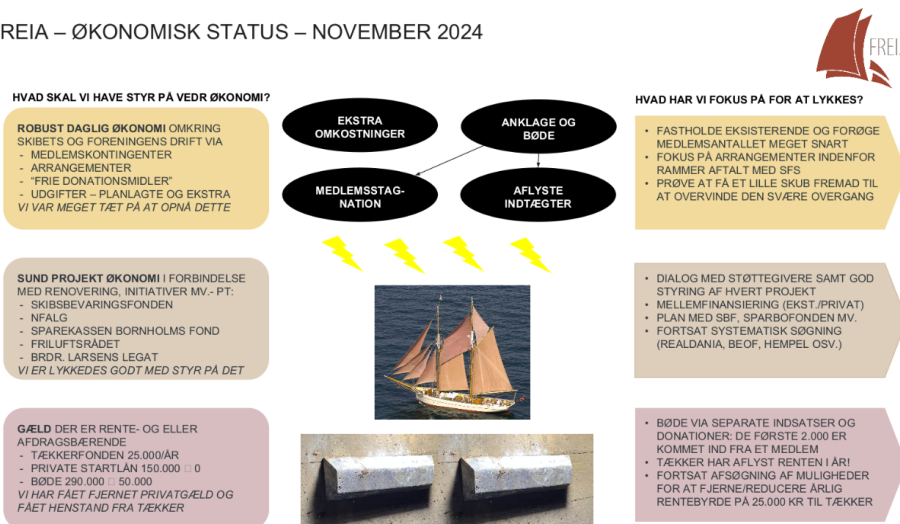 REIA – ØKONOMISK STATUS – NOVEMBER 2024
FREI
HVAD SKAL VI HAVE STYR PÅ VEDR ØKONOMI?
ROBUST DAGLIG ØKONOMI OMKRING
SKIBETS OG FORENINGENS DRIFT VIA
- MEDLEMSKONTINGENTER
- ARRANGEMENTER
- “FRIE DONATIONSMIDLER”
- UDGIFTER – PLANLAGTE OG EKSTRA
VI VAR MEGET TÆT PÅ AT OPNÅ DETTE
SUND PROJEKT ØKONOMI I FORBINDELSE
MED RENOVERING, INITIATIVER MV.- PT:
- SKIBSBEVARINGSFONDEN
- NFALG
- SPAREKASSEN BORNHOLMS FOND
- FRILUFTSRÅDET
- BRDR. LARSENS LEGAT
VI ER LYKKEDES GODT MED STYR PÅ DET
GÆLD DER ER RENTE- OG ELLER
AFDRAGSBÆRENDE
- TÆKKERFONDEN 25.000/ÅR
- PRIVATE STARTLÅN 150.000 □ 0
- BØDE 290.000 □ 50.000
VI HAR FÅET FJERNET PRIVATGÆLD OG
FÅET HENSTAND FRA TÆKKER
EKSTRA
OMKOSTNINGER
ANKLAGE OG
BØDE
MEDLEMSSTAG-
NATION
AFLYSTE
INDTÆGTER
HVAD HAR VI FOKUS PÅ FOR AT LYKKES?
• FASTHOLDE EKSISTERENDE OG FORØGE
MEDLEMSANTALLET MEGET SNART
• FOKUS PÅ ARRANGEMENTER INDENFOR
RAMMER AFTALT MED SFS
• PRØVE AT FÅ ET LILLE SKUB FREMAD TIL
AT OVERVINDE DEN SVÆRE OVERGANG
• DIALOG MED STØTTEGIVERE SAMT GOD
STYRING AF HVERT PROJEKT
• MELLEMFINANSIERING (EKST./PRIVAT)
• PLAN MED SBF, SPARBOFONDEN MV.
• FORTSAT SYSTEMATISK SØGNING
(REALDANIA, BEOF, HEMPEL OSV.)
• BØDE VIA SEPARATE INDSATSER OG
DONATIONER: DE FØRSTE 2.000 ER
KOMMET IND FRA ET MEDLEM
• TÆKKER HAR AFLYST RENTEN I ÅR!
• FORTSAT AFSØGNING AF MULIGHEDER
FOR AT FJERNE/REDUCERE ÅRLIG
RENTEBYRDE PÅ 25.000 KR TIL TÆKKER